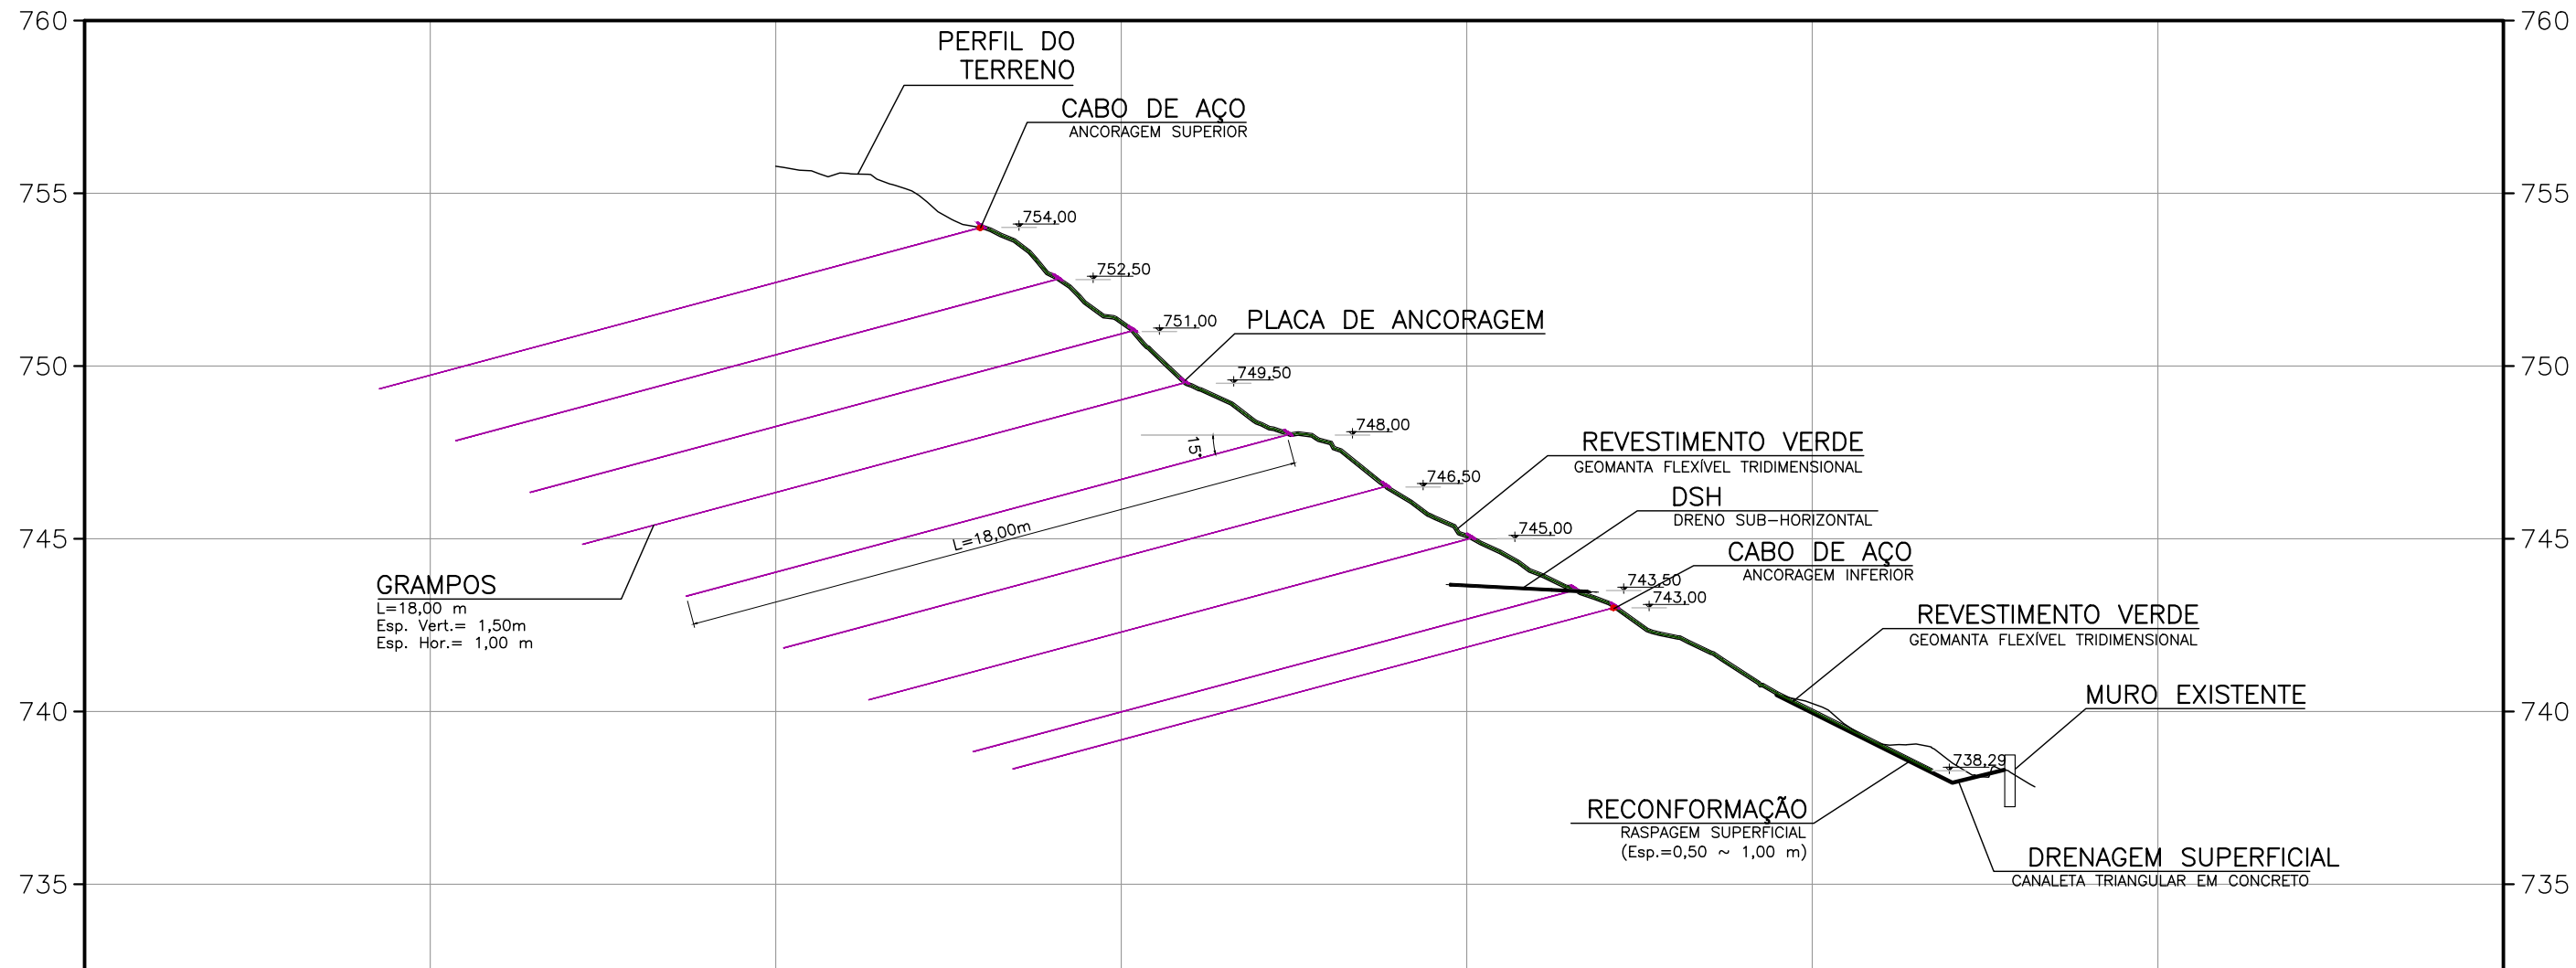 760
760
PERFIL DO
TERRENO
CABO DE AÇO
ANCORAGEM SUPERIOR
755
755
754,00
752,50
751,00
PLACA DE ANCORAGEM
750
750
749,50
748,00
15°
REVESTIMENTO VERDE
GEOMANTA FLEXÍVEL TRIDIMENSIONAL
746,50
DSH
DRENO SUB-HORIZONTAL
L=18,00m
745
745,00
745
CABO DE AÇO
ANCORAGEM INFERIOR
GRAMPOS
L=18,00 m
Esp. Vert.= 1,50m
Esp. Hor.= 1,00 m
743,50
743,00
REVESTIMENTO VERDE
GEOMANTA FLEXÍVEL TRIDIMENSIONAL
MURO EXISTENTE
740
740
738,29
RECONFORMAÇÃO
RASPAGEM SUPERFICIAL
(Esp.=0,50 ~ 1,00 m)
DRENAGEM SUPERFICIAL
CANALETA TRIANGULAR EM CONCRETO
735
735